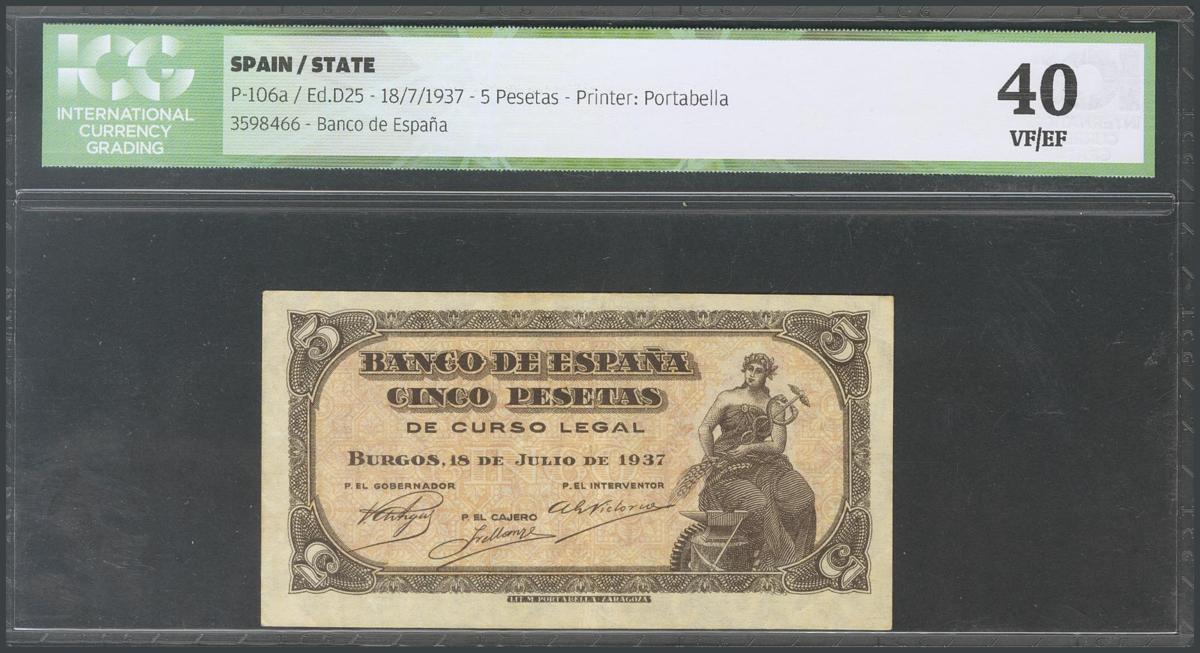 ICG
INTERNATIONAL
CURRENCY
GRADING
SPAIN / STATE
P-106a / Ed.D25 - 18/7/1937 - 5 Pesetas - Printer: Portabella
3598466 - Banco de España
40
VF/EF
5
5
BANCO DE ESPAÑA
CINCO PESETAS
DE CURSO LEGAL
BURGOS, 18 DE JULIO DE 1937
P. EL GOBERNADOR
P. EL INTERVENTOR
P. EL CAJERO
5
5
LIT. M. PORTABELLA ZARAGOZA